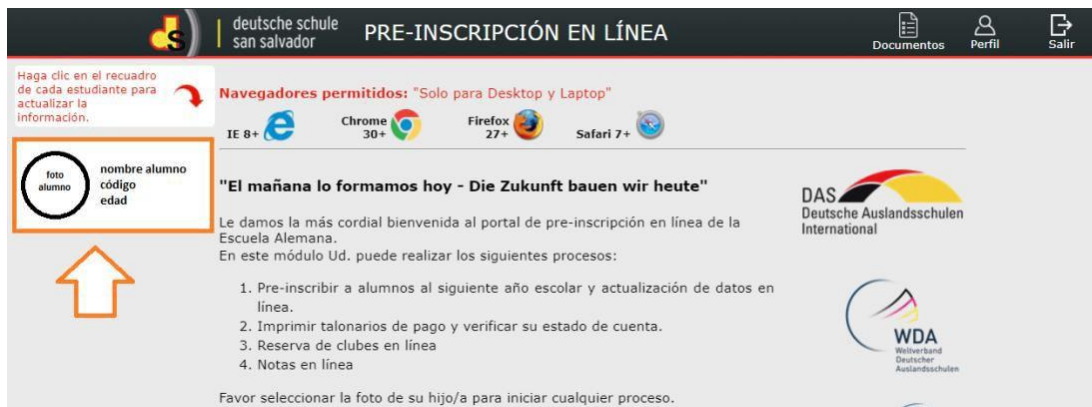 ds
deutsche schule
san salvador
PRE-INSCRIPCIÓN EN LÍNEA
Documentos
Perfil
Salir
Haga clic en el recuadro
de cada estudiante para
actualizar la
información.
foto
alumno
nombre alumno
código
edad
Navegadores permitidos: "Solo para Desktop y Laptop"
IE 8+
Chrome
30+
Firefox
27+
Safari 7+
"El mañana lo formamos hoy - Die Zukunft bauen wir heute"
Le damos la más cordial bienvenida al portal de pre-inscripción en línea de la
Escuela Alemana.
En este módulo Ud. puede realizar los siguientes procesos:
1. Pre-inscribir a alumnos al siguiente año escolar y actualización de datos en
línea.
2. Imprimir talonarios de pago y verificar su estado de cuenta.
3. Reserva de clubes en línea
4. Notas en línea
Favor seleccionar la foto de su hijo/a para iniciar cualquier proceso.
DAS
Deutsche Auslandsschulen
International
WDA
Weltverband
Deutscher
Auslandsschulen